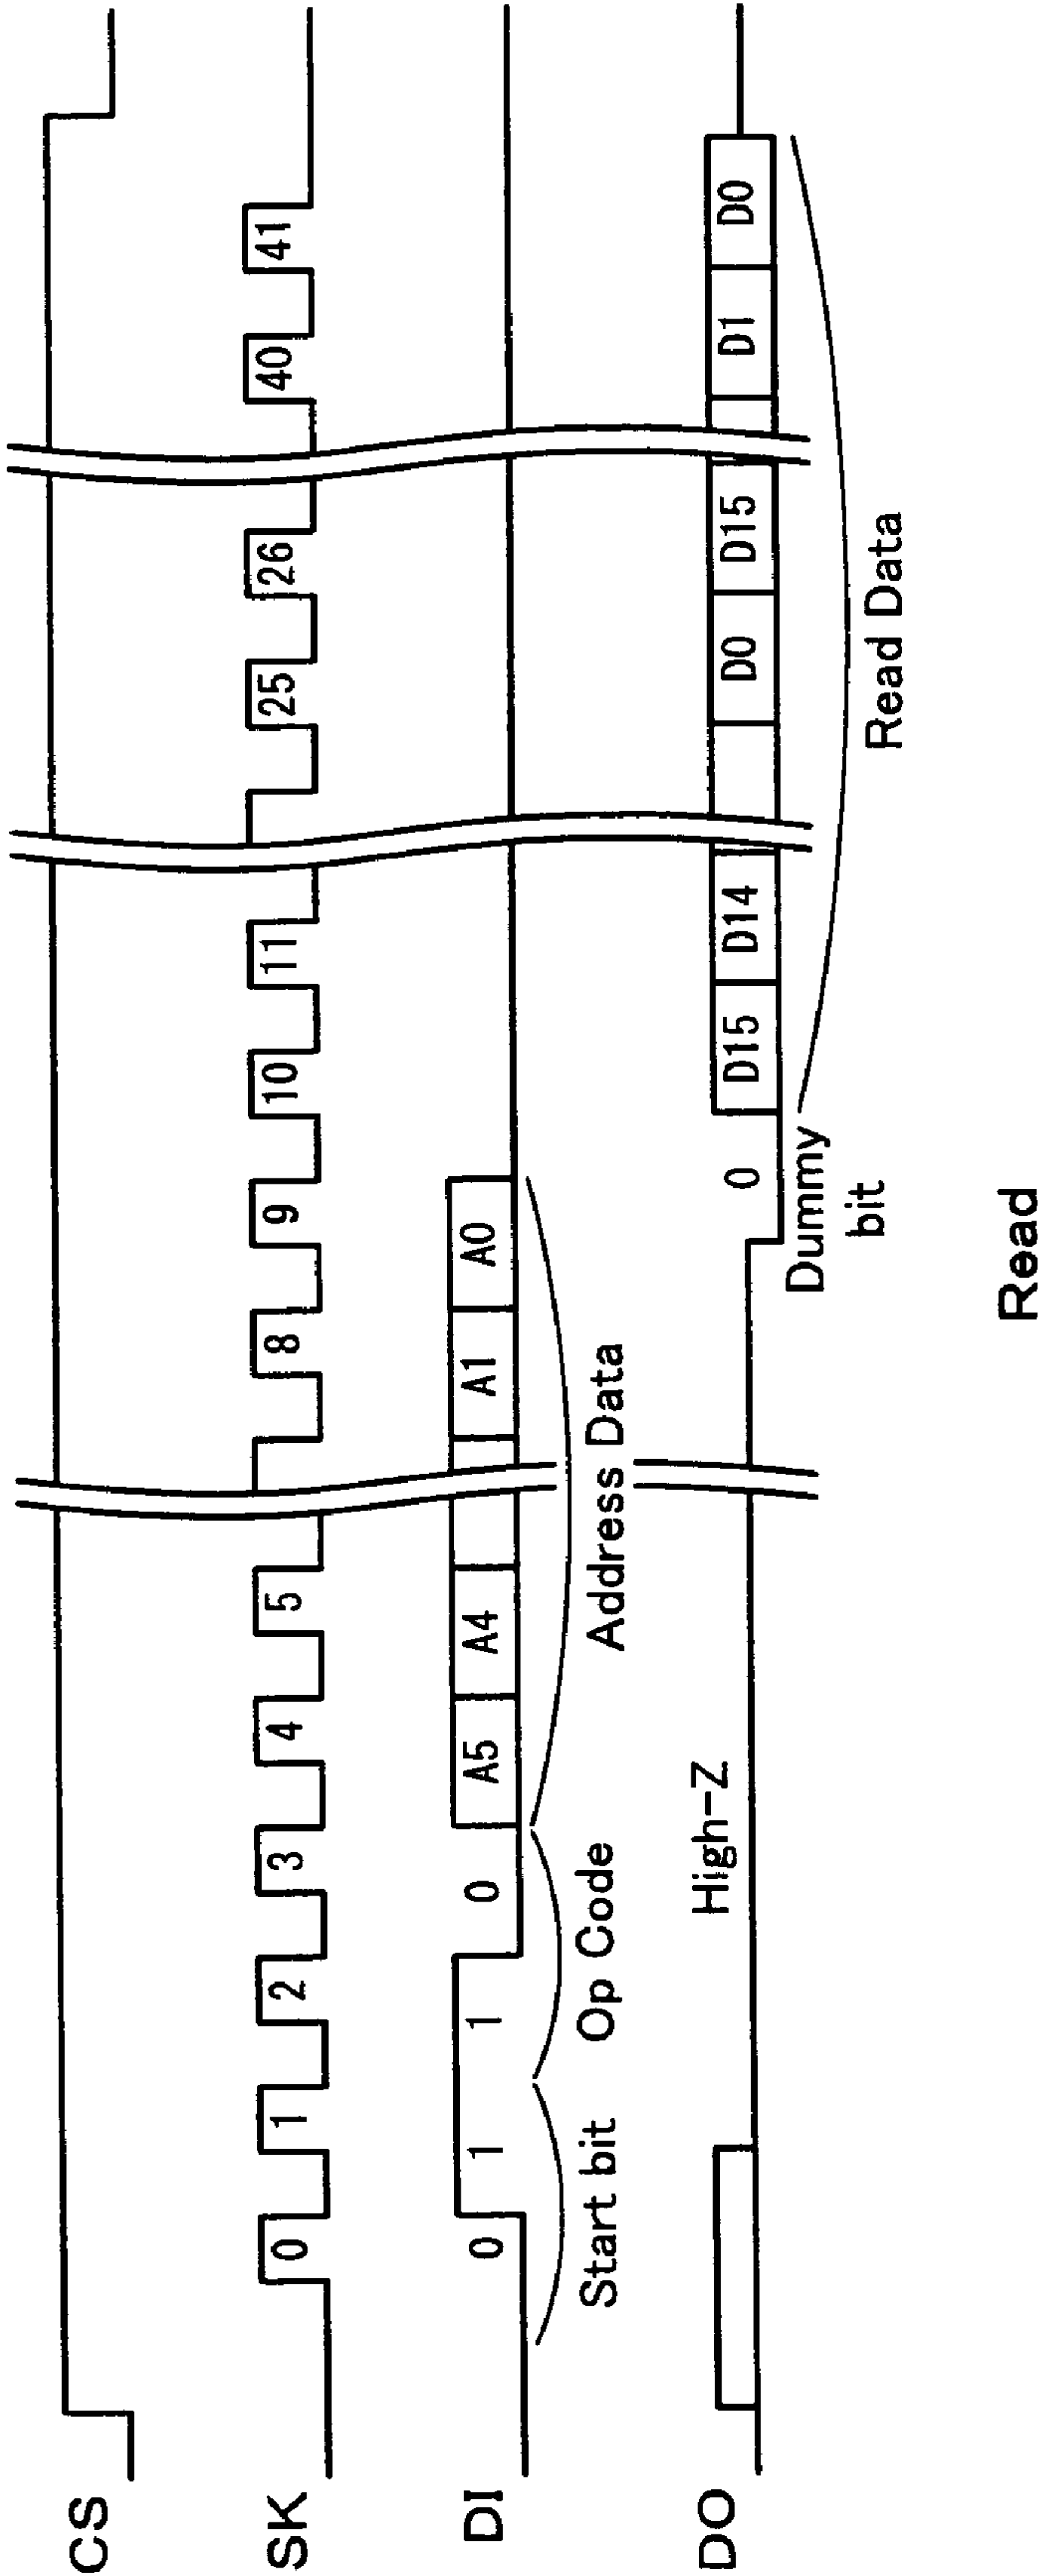 CS
SK
0 1 2 3 4 5 8 9 10 11 25 26 40 41
DI
0 1 1 0 A5 A4 A1 A0
Start bit Op Code Address Data
DO
High-Z
0 D15 D14 D0 D15 D1 D0
Dummy
bit
Read Data
Read